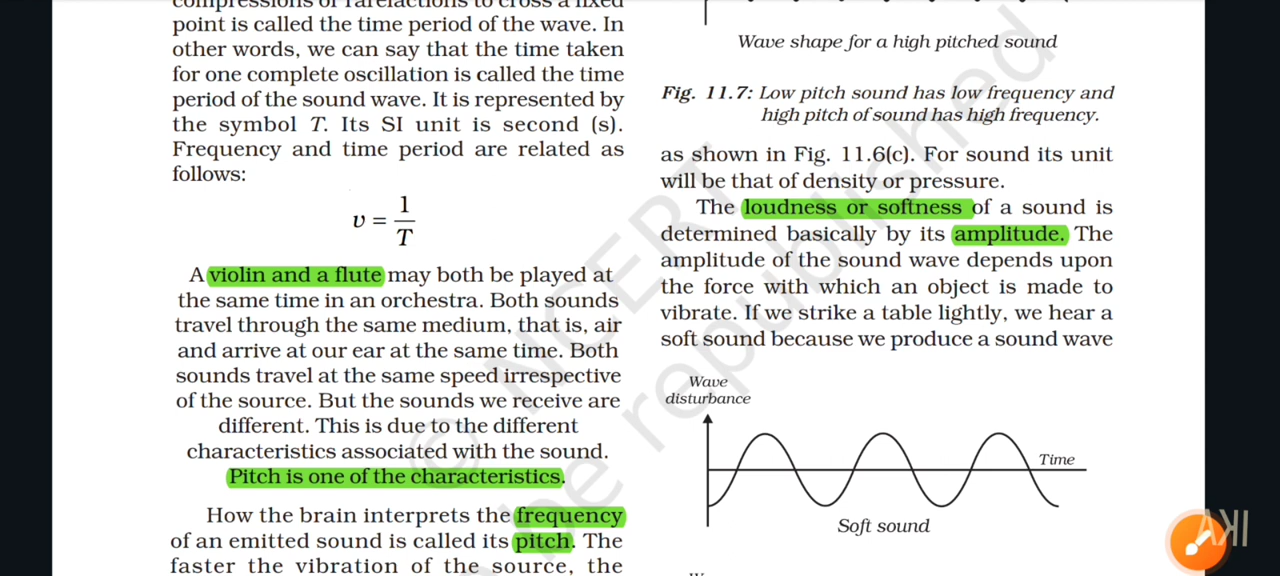 compressions or rarefactions to cross a fixed
point is called the time period of the wave. In
other words, we can say that the time taken
for one complete oscillation is called the time
period of the sound wave. It is represented by
the symbol T. Its SI unit is second (s).
Frequency and time period are related as
follows:
υ = 1/T
A violin and a flute may both be played at
the same time in an orchestra. Both sounds
travel through the same medium, that is, air
and arrive at our ear at the same time. Both
sounds travel at the same speed irrespective
of the source. But the sounds we receive are
different. This is due to the different
characteristics associated with the sound.
Pitch is one of the characteristics.
How the brain interprets the frequency
of an emitted sound is called its pitch. The
faster the vibration of the source, the
Wave shape for a high pitched sound
Fig. 11.7: Low pitch sound has low frequency and
high pitch of sound has high frequency.
as shown in Fig. 11.6(c). For sound its unit
will be that of density or pressure.
The loudness or softness of a sound is
determined basically by its amplitude. The
amplitude of the sound wave depends upon
the force with which an object is made to
vibrate. If we strike a table lightly, we hear a
soft sound because we produce a sound wave
Wave
disturbance
Time
Soft sound
© NCERT
be republished